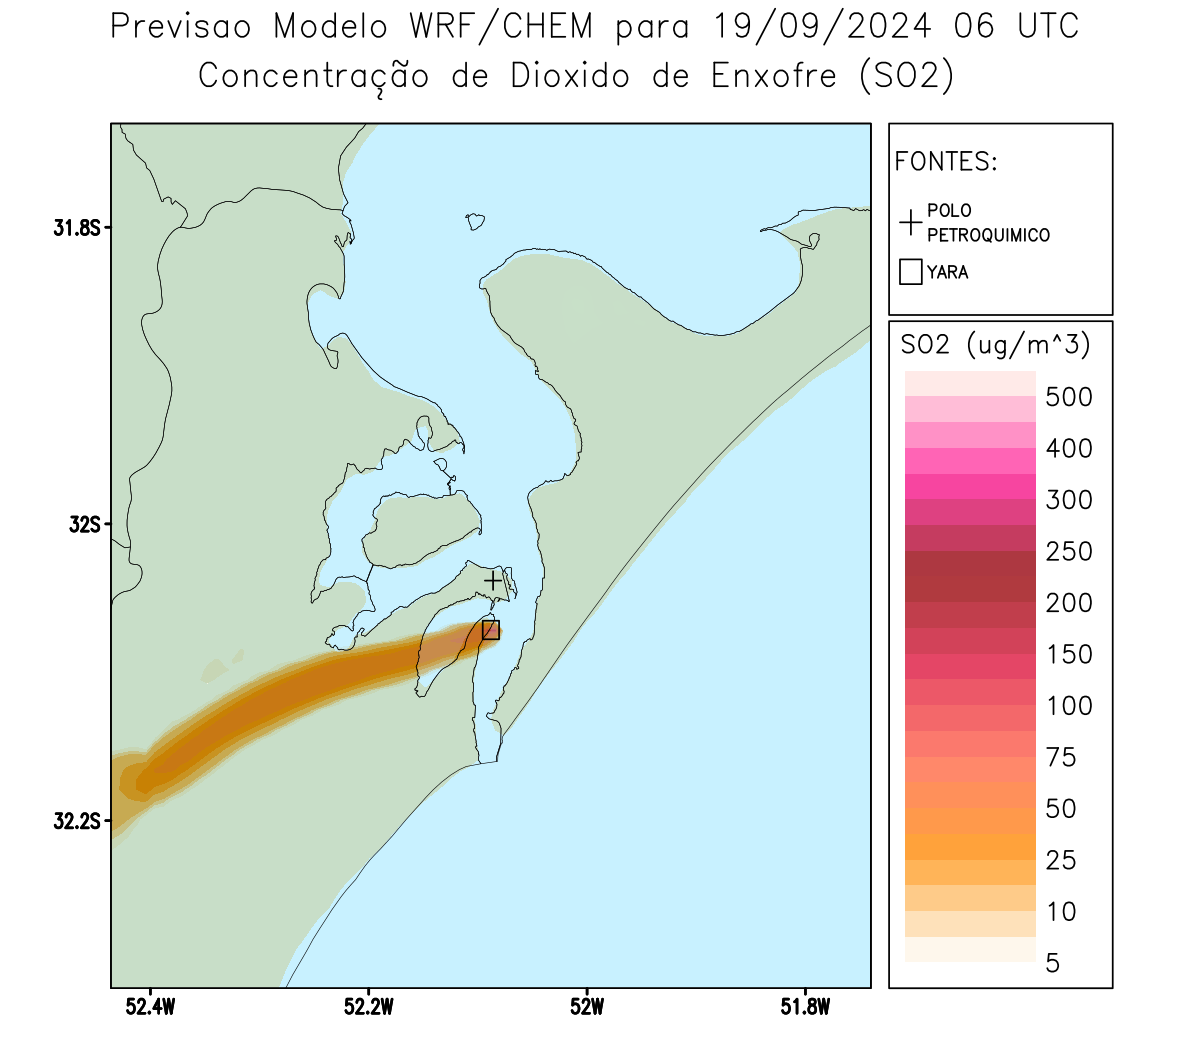 Previsao Modelo WRF/CHEM para 19/09/2024 06 UTC
Concentração de Dioxido de Enxofre (SO2)
FONTES:
POLO
PETROQUIMICO
YARA
SO2 (ug/m^3)
500
400
300
250
200
150
100
75
50
25
10
5
31.8S
32S
32.2S
52.4W
52.2W
52W
51.8W